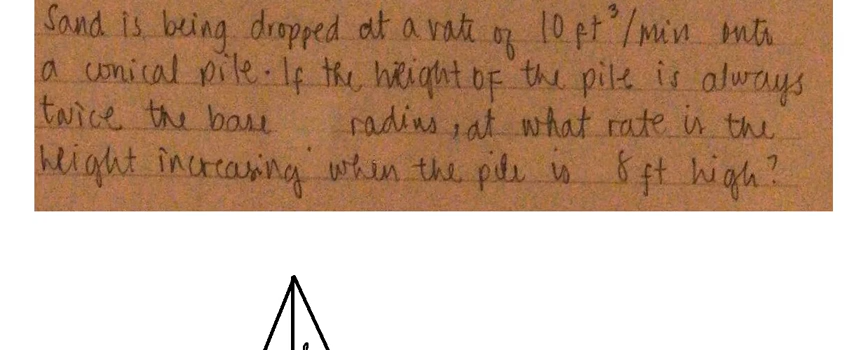 Sand is being dropped at a rate of 10 ft³/min onto
a conical pile. If the height of the pile is always
twice the base radius, at what rate is the
height increasing when the pile is 8 ft high?